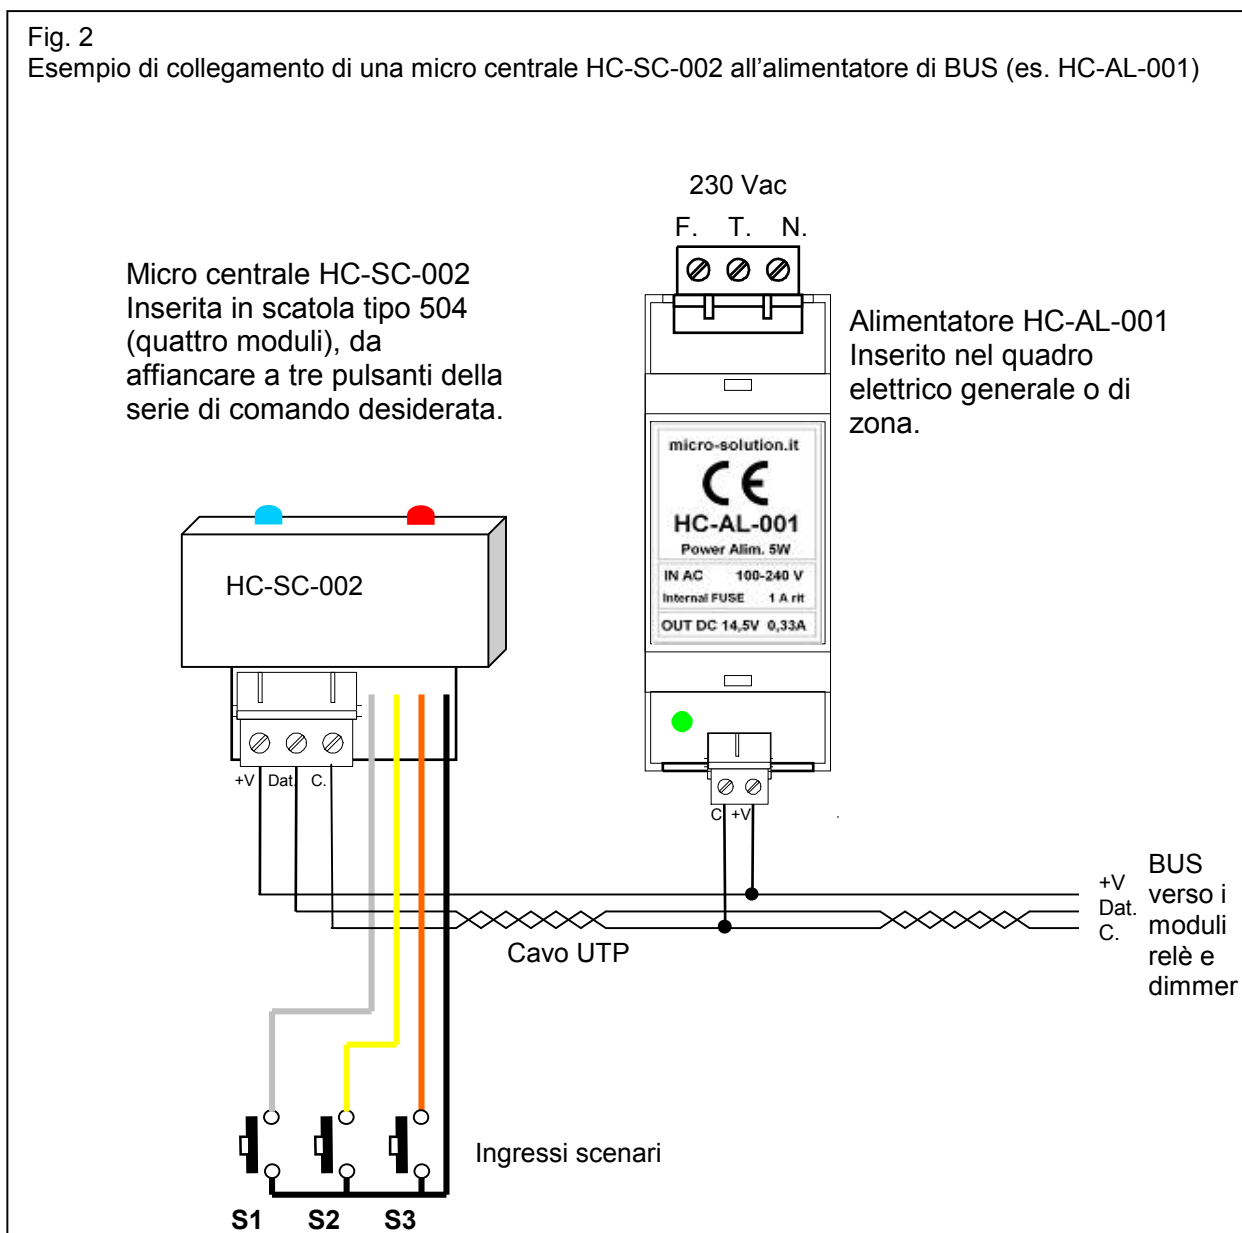 Fig. 2
Esempio di collegamento di una micro centrale HC-SC-002 all’alimentatore di BUS (es. HC-AL-001)
230 Vac
F. T. N.
Micro centrale HC-SC-002
Inserita in scatola tipo 504
(quattro moduli), da
affiancare a tre pulsanti della
serie di comando desiderata.
Alimentatore HC-AL-001
Inserito nel quadro
elettrico generale o di
zona.
micro-solution.it
CE
HC-AL-001
Power Alim. 5W
IN AC 100-240 V
Internal FUSE 1 A rit
OUT DC 14,5V 0,33A
HC-SC-002
+V Dat. C.
C +V
+V
Dat.
C.
BUS
verso i
moduli
relè e
dimmer
Cavo UTP
Ingressi scenari
S1 S2 S3